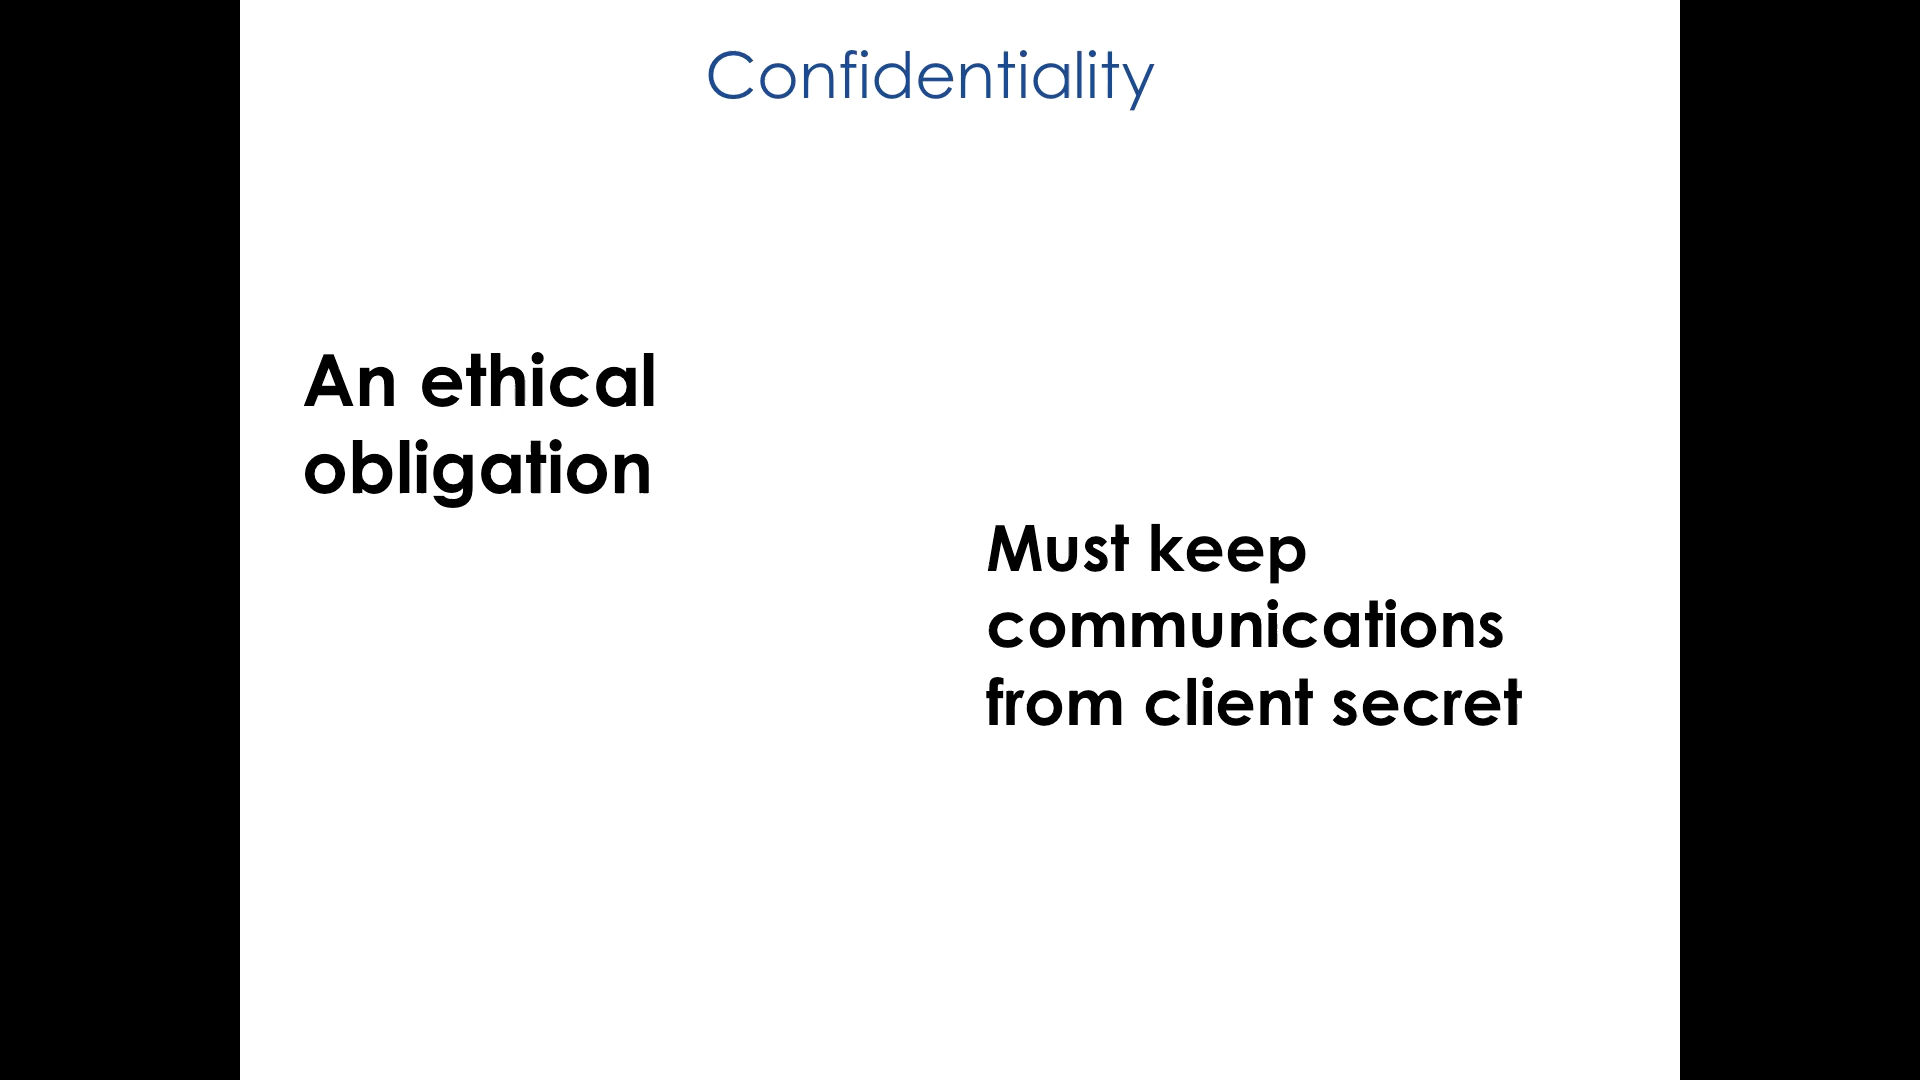 Confidentiality
An ethical
obligation
Must keep
communications
from client secret